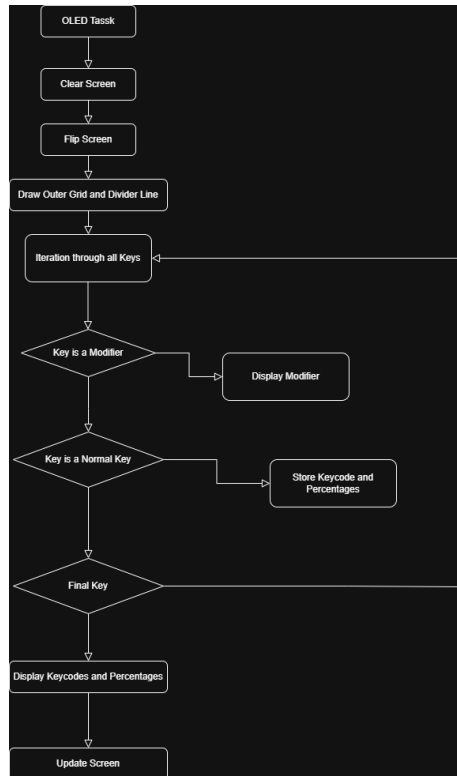 OLED Tassk
Clear Screen
Flip Screen
Draw Outer Grid and Divider Line
Iteration through all Keys
Key is a Modifier
Display Modifier
Key is a Normal Key
Store Keycode and
Percentages
Final Key
Display Keycodes and Percentages
Update Screen